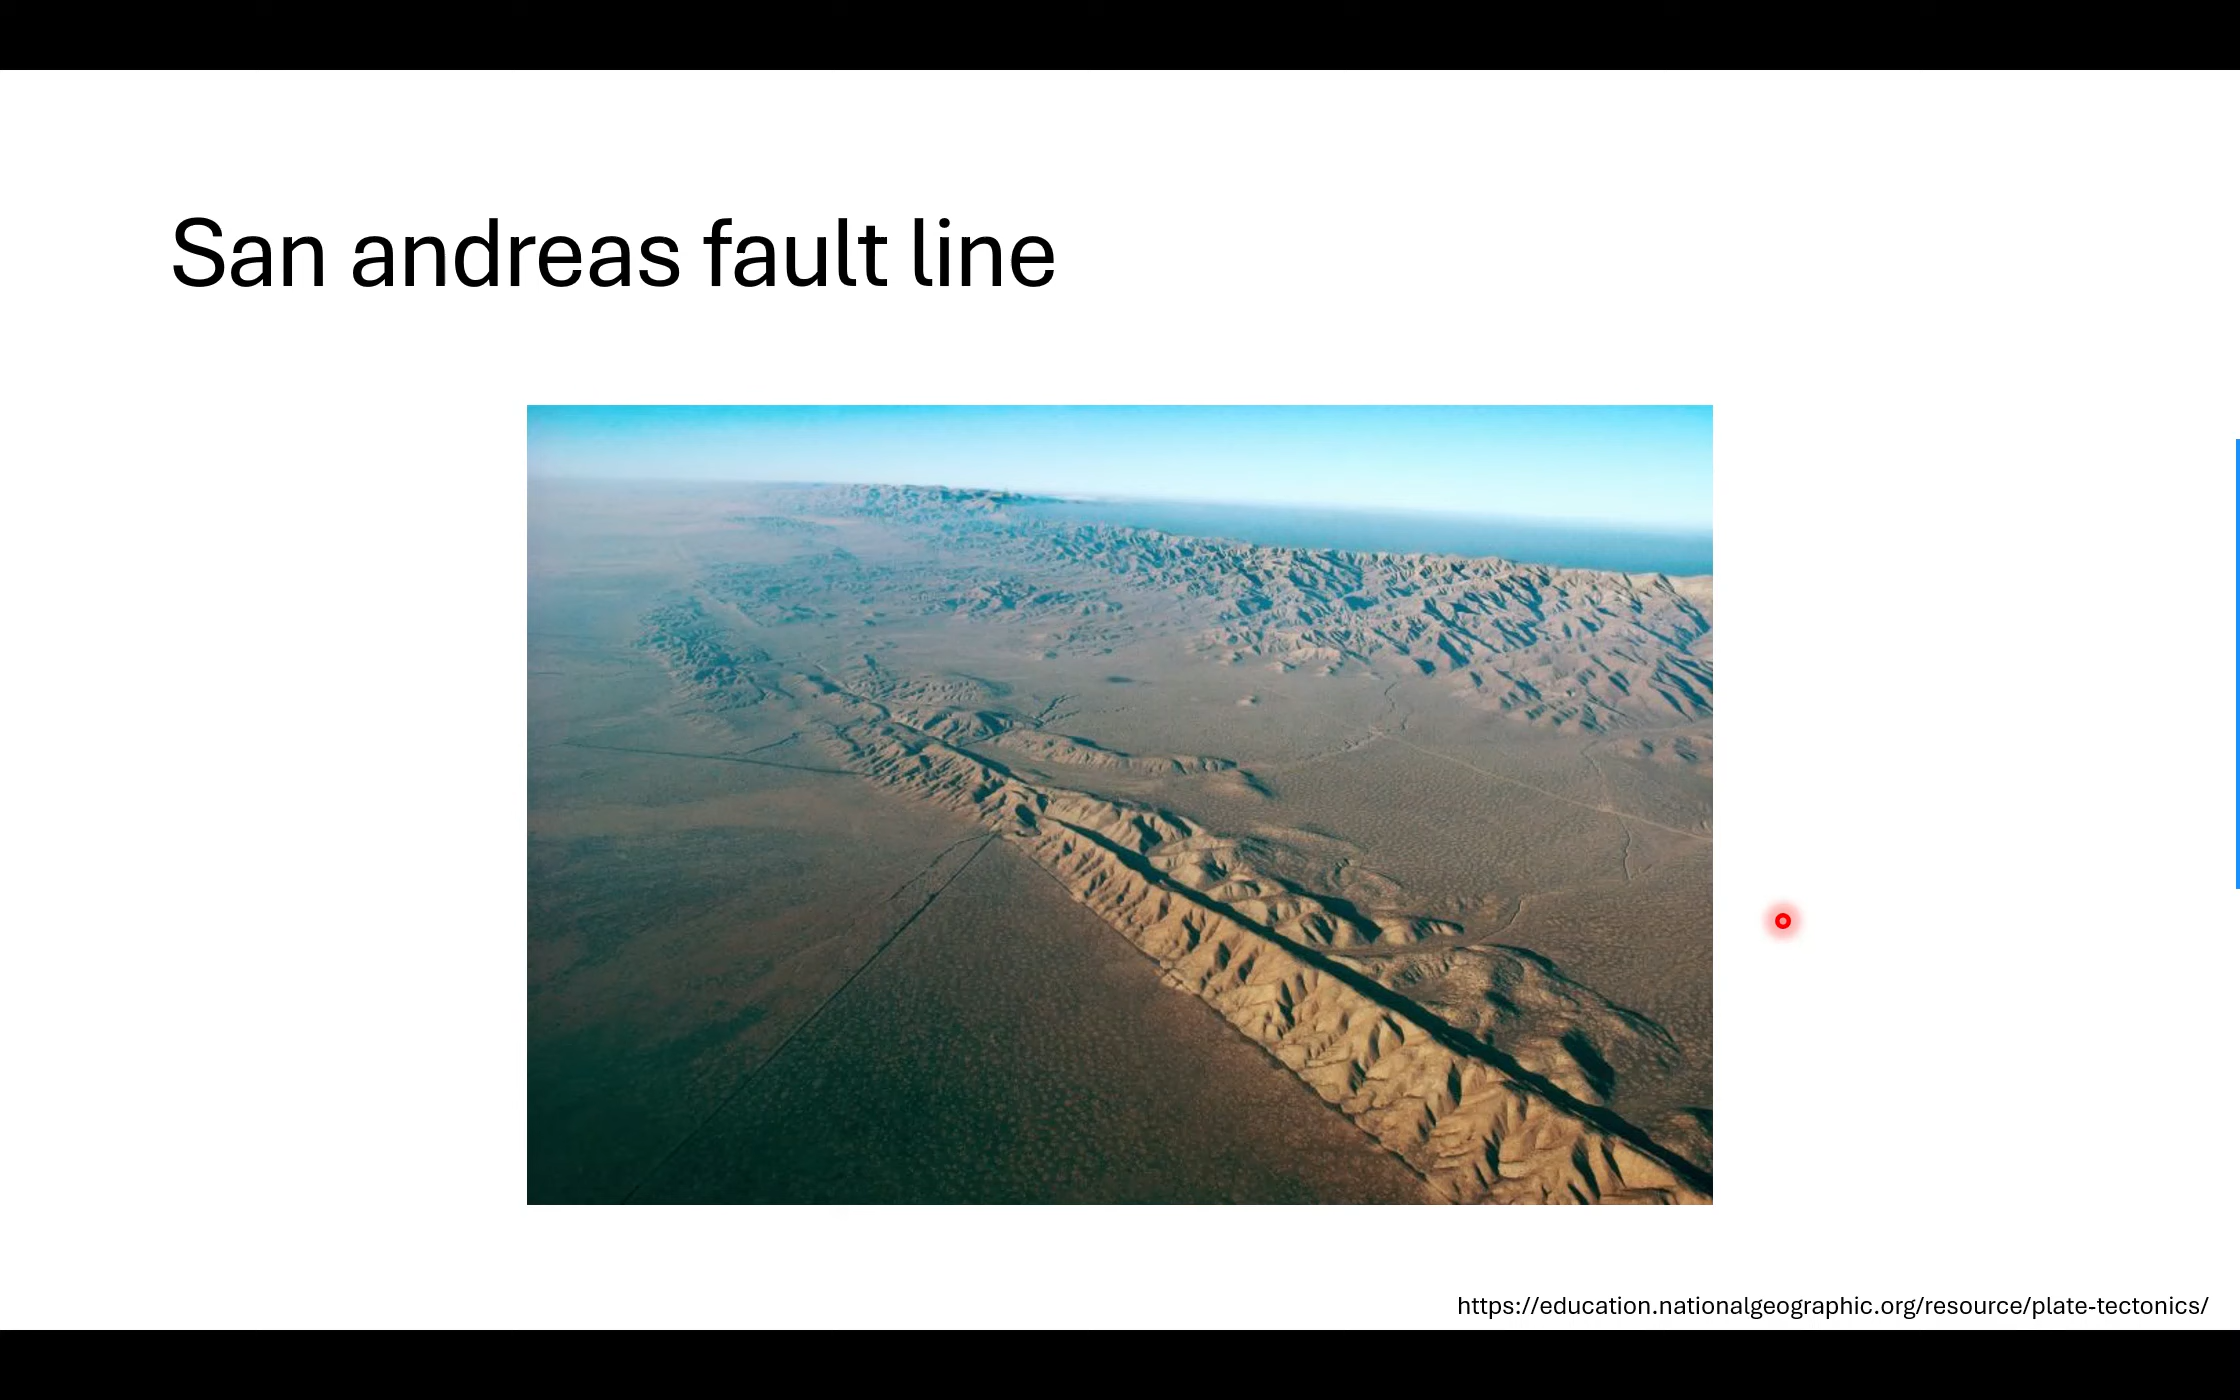 San andreas fault line
https://education.nationalgeographic.org/resource/plate-tectonics/